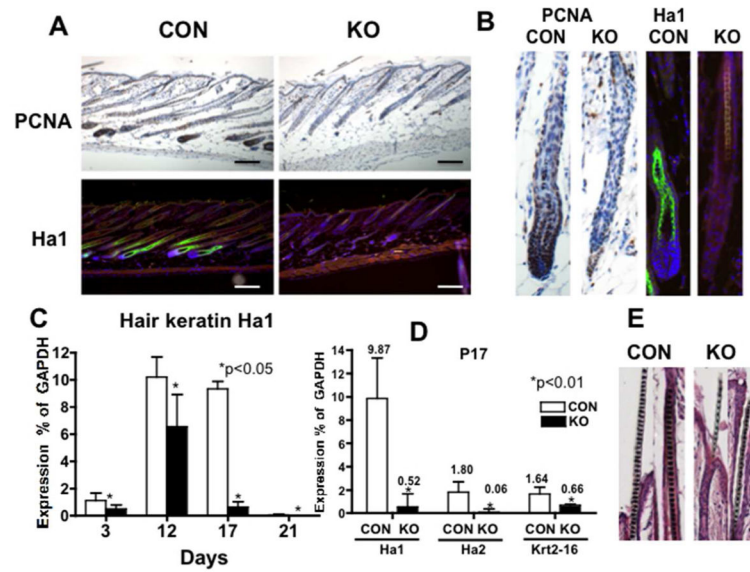 A
CON KO
PCNA
Ha1
B
PCNA Ha1
CON KO CON KO
C
Hair keratin Ha1
Expression % of GAPDH
12
10
8
6
4
2
0
*p<0.05
* * * *
3 12 17 21
Days
D
P17
Expression % of GAPDH
14
12
10
8
6
4
2
0
*p<0.01
CON
KO
9.87 0.52 1.80 0.06 1.64 0.66
* * *
CON KO CON KO CON KO
Ha1 Ha2 Krt2-16
E
CON KO